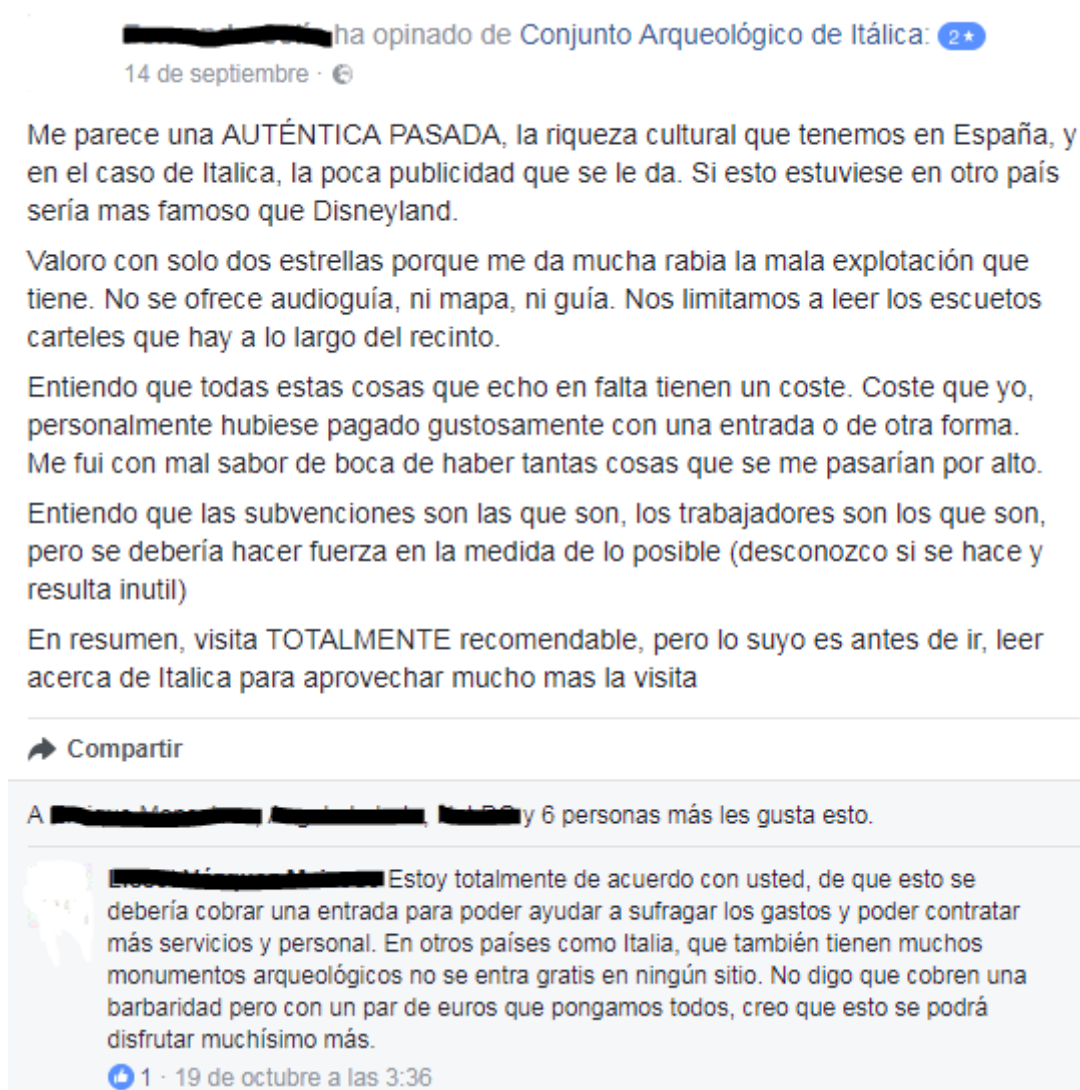 ha opinado de Conjunto Arqueológico de Itálica: 2★
14 de septiembre ·
Me parece una AUTÉNTICA PASADA, la riqueza cultural que tenemos en España, y
en el caso de Italica, la poca publicidad que se le da. Si esto estuviese en otro país
sería mas famoso que Disneyland.
Valoro con solo dos estrellas porque me da mucha rabia la mala explotación que
tiene. No se ofrece audioguía, ni mapa, ni guía. Nos limitamos a leer los escuetos
carteles que hay a lo largo del recinto.
Entiendo que todas estas cosas que echo en falta tienen un coste. Coste que yo,
personalmente hubiese pagado gustosamente con una entrada o de otra forma.
Me fui con mal sabor de boca de haber tantas cosas que se me pasarían por alto.
Entiendo que las subvenciones son las que son, los trabajadores son los que son,
pero se debería hacer fuerza en la medida de lo posible (desconozco si se hace y
resulta inutil)
En resumen, visita TOTALMENTE recomendable, pero lo suyo es antes de ir, leer
acerca de Italica para aprovechar mucho mas la visita
Compartir
A , , y 6 personas más les gusta esto.
Estoy totalmente de acuerdo con usted, de que esto se
debería cobrar una entrada para poder ayudar a sufragar los gastos y poder contratar
más servicios y personal. En otros países como Italia, que también tienen muchos
monumentos arqueológicos no se entra gratis en ningún sitio. No digo que cobren una
barbaridad pero con un par de euros que pongamos todos, creo que esto se podrá
disfrutar muchísimo más.
1 · 19 de octubre a las 3:36